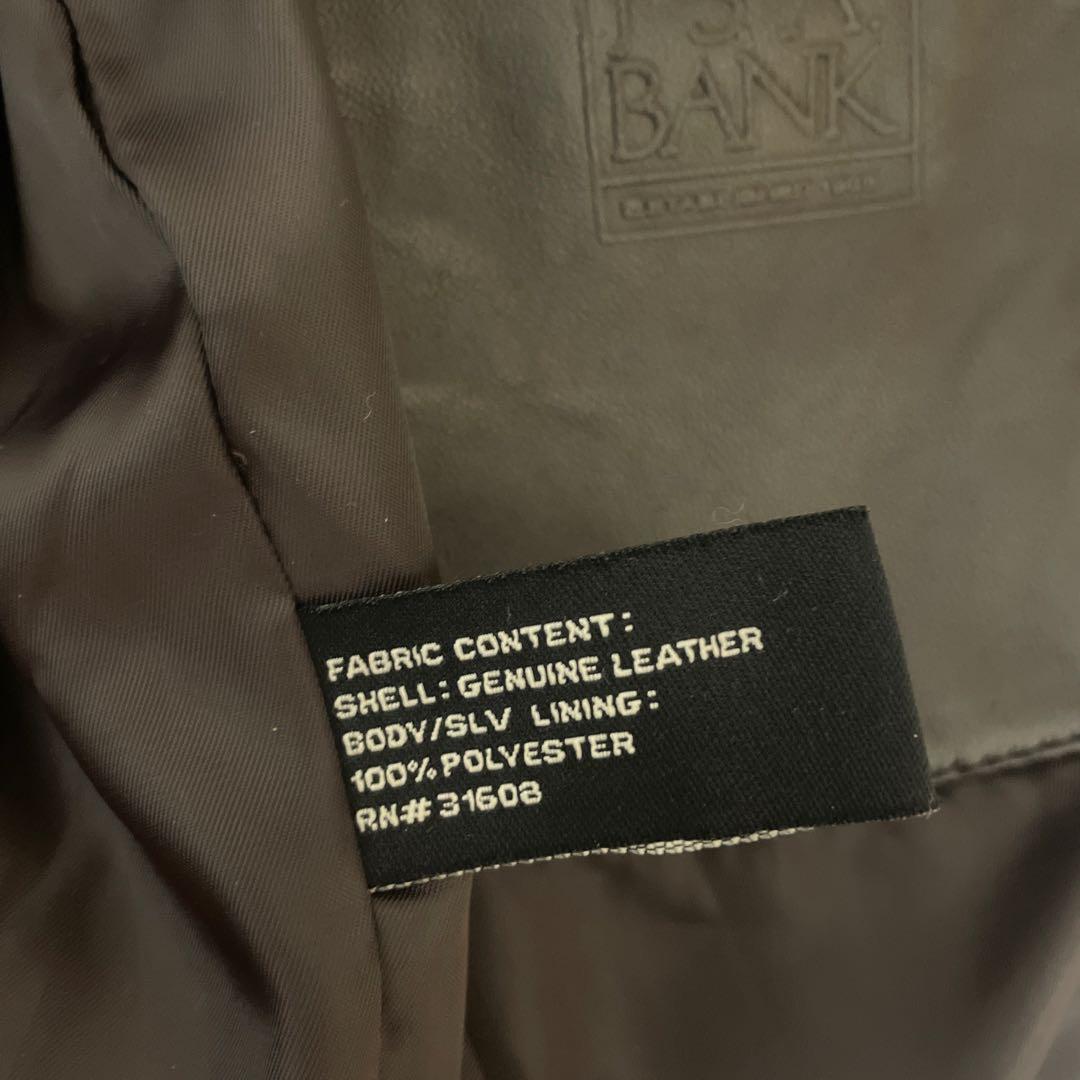 BANK
FABRIC CONTENT:
SHELL: GENUINE LEATHER
BODY/SLV LINING:
100% POLYESTER
RN# 31608